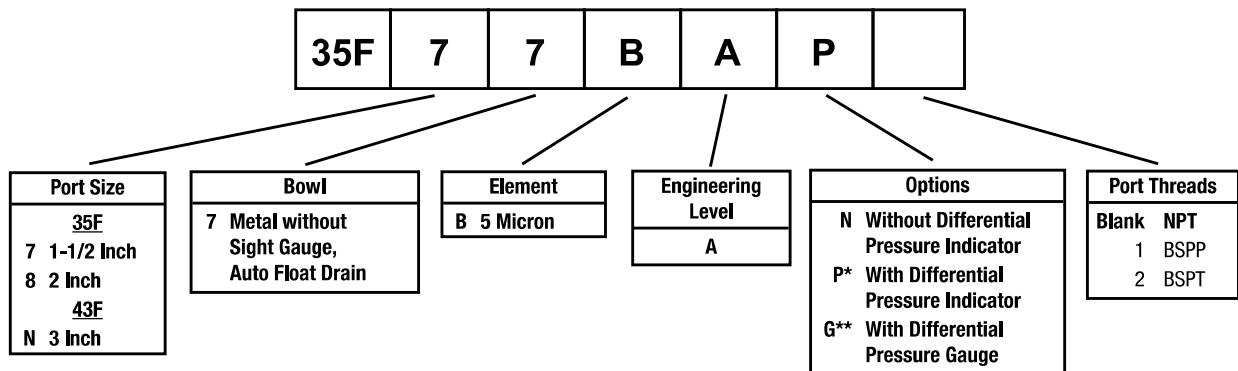 35F 7 7 B A P
Port Size
35F
7 1-1/2 Inch
8 2 Inch
43F
N 3 Inch
Bowl
7 Metal without
Sight Gauge,
Auto Float Drain
Element
B 5 Micron
Engineering
Level
A
Options
N Without Differential
Pressure Indicator
P* With Differential
Pressure Indicator
G** With Differential
Pressure Gauge
Port Threads
Blank NPT
1 BSPP
2 BSPT